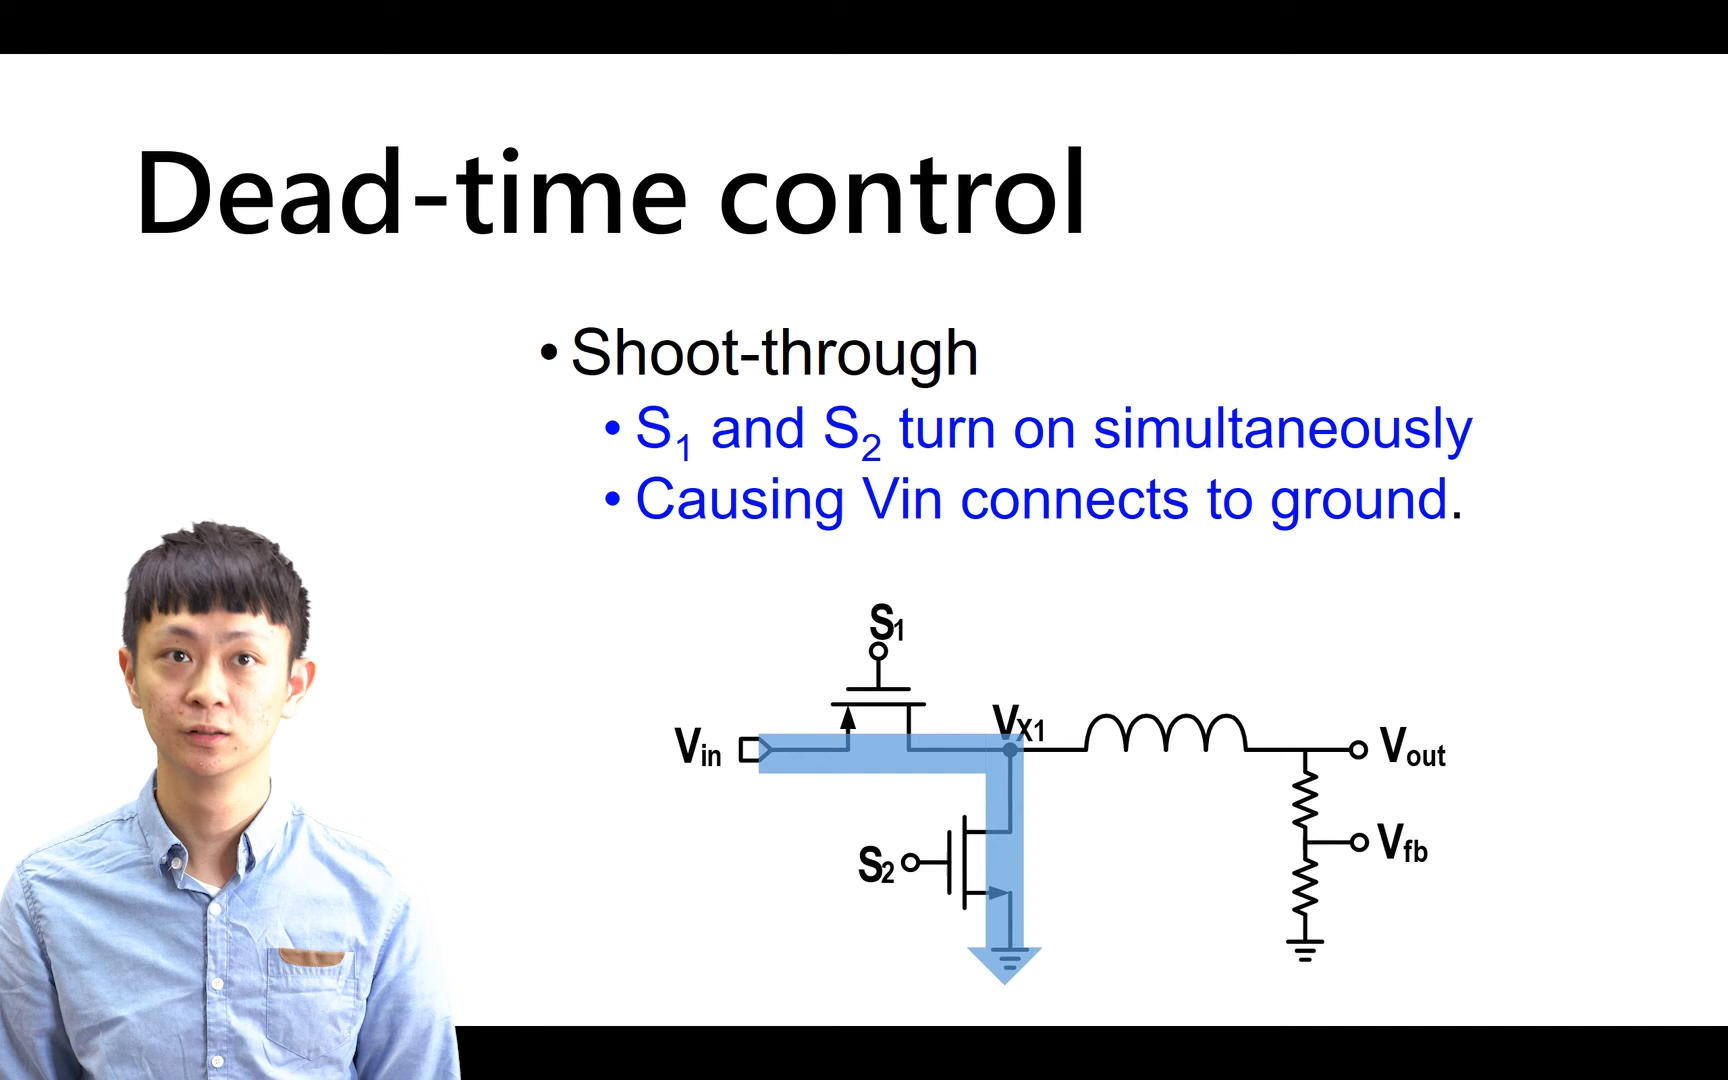 Dead-time control
• Shoot-through
• S1 and S2 turn on simultaneously
• Causing Vin connects to ground.
S1
Vin
VX1
Vout
S2
Vfb